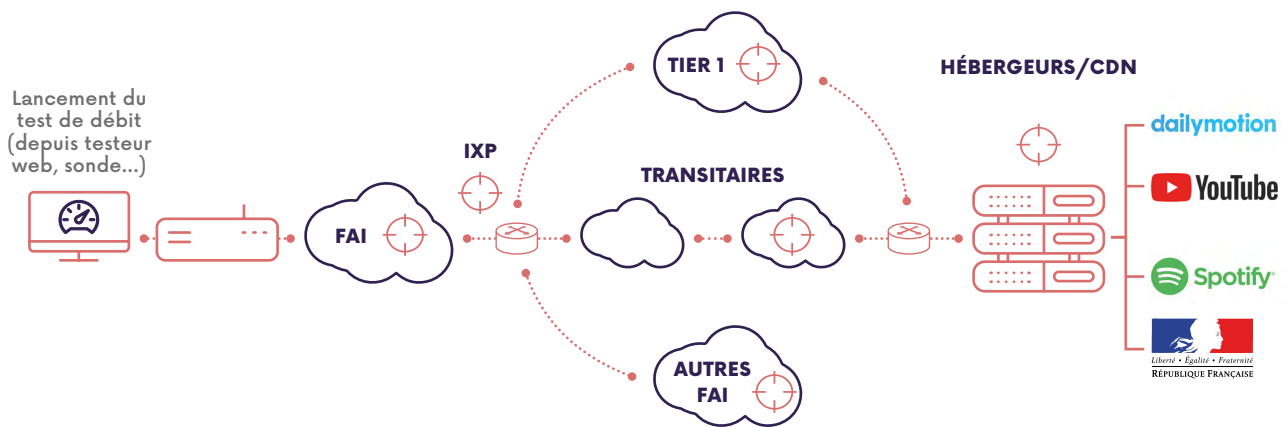 Lancement du
test de débit
(depuis testeur
web, sonde...)
FAI
IXP
TIER 1
TRANSITAIRES
AUTRES
FAI
HÉBERGEURS/CDN
dailymotion
YouTube
Spotify
Liberté • Égalité • Fraternité
RÉPUBLIQUE FRANÇAISE